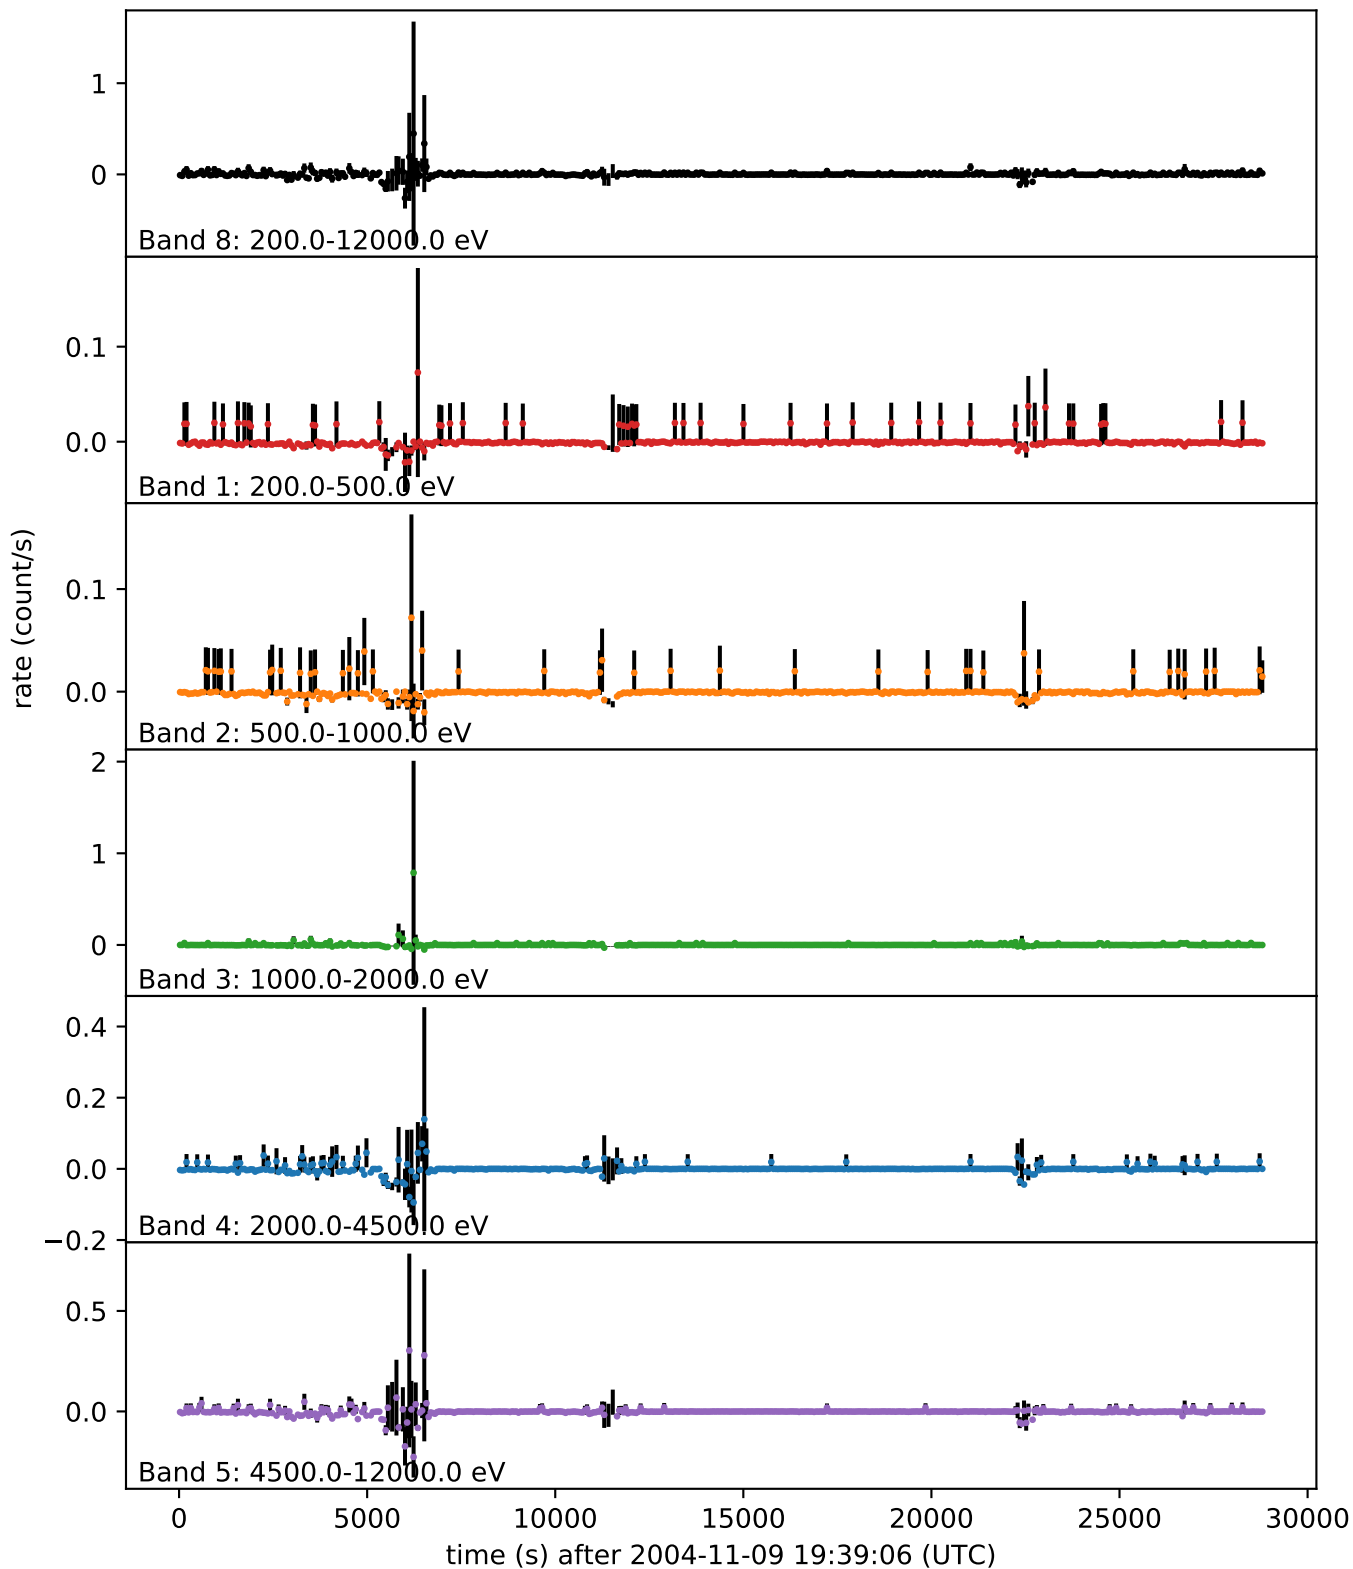 1
0
Band 8: 200.0-12000.0 eV
0.1
0.0
Band 1: 200.0-500.0 eV
0.1
0.0
Band 2: 500.0-1000.0 eV
rate (count/s)
2
1
0
Band 3: 1000.0-2000.0 eV
0.4
0.2
0.0
−0.2
Band 4: 2000.0-4500.0 eV
0.5
0.0
Band 5: 4500.0-12000.0 eV
0 5000 10000 15000 20000 25000 30000
time (s) after 2004-11-09 19:39:06 (UTC)